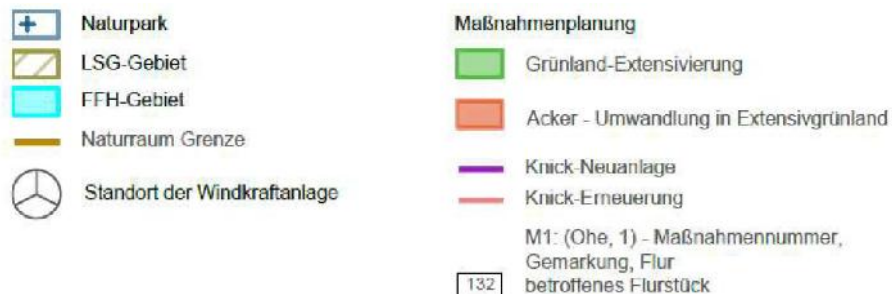 Naturpark
LSG-Gebiet
FFH-Gebiet
Naturraum Grenze
Standort der Windkraftanlage
Maßnahmenplanung
Grünland-Extensivierung
Acker - Umwandlung in Extensivgrünland
Knick-Neuanlage
Knick-Erneuerung
M1: (Ohe, 1) - Maßnahmennummer,
Gemarkung, Flur
132 betroffenes Flurstück